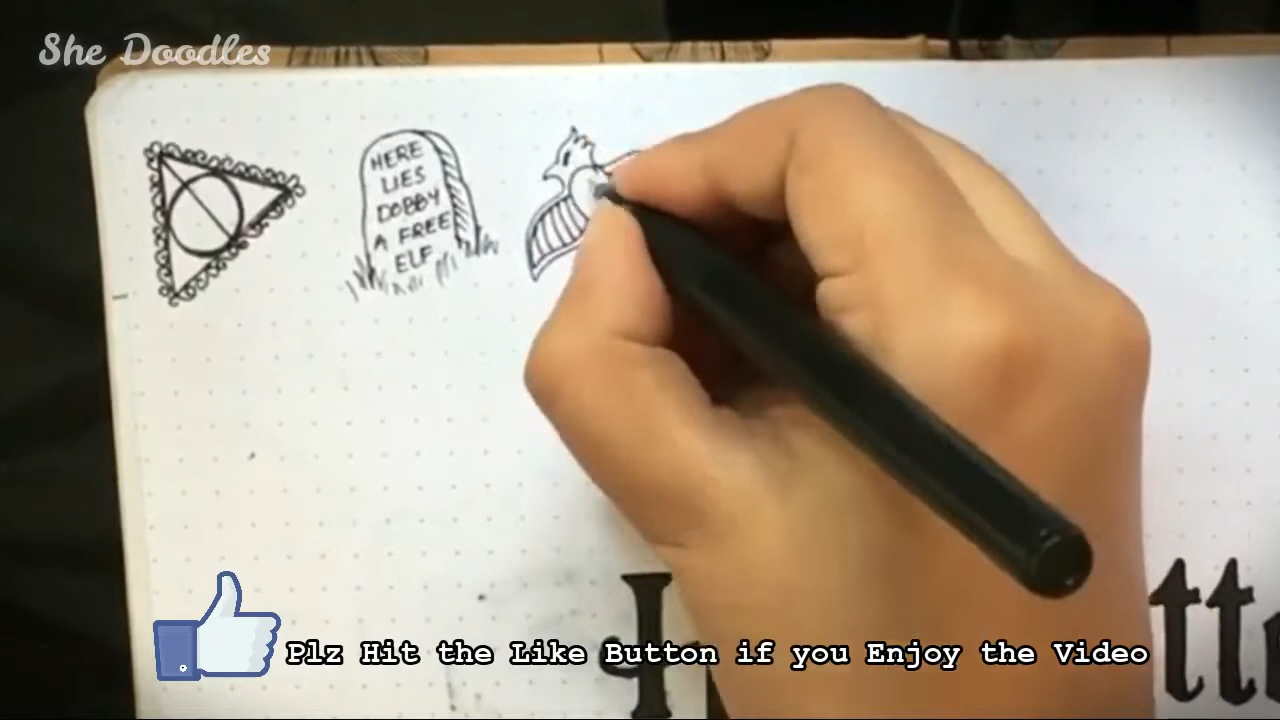 She Doodles
HERE
LIES
DOBBY
A FREE
ELF
Plz Hit the Like Button if you Enjoy the Video